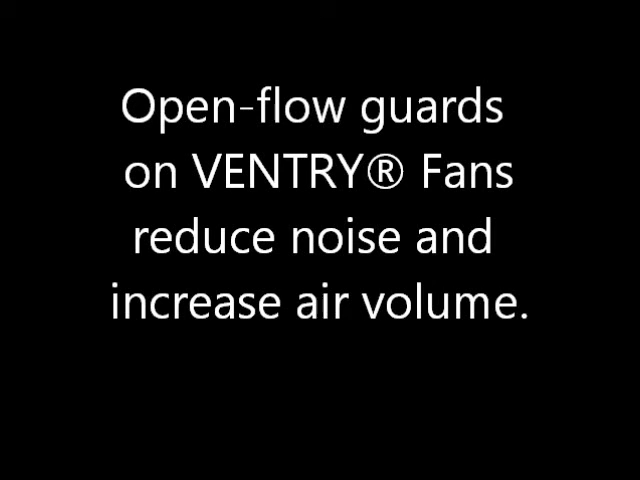 Open-flow guards
on VENTRY® Fans
reduce noise and
increase air volume.